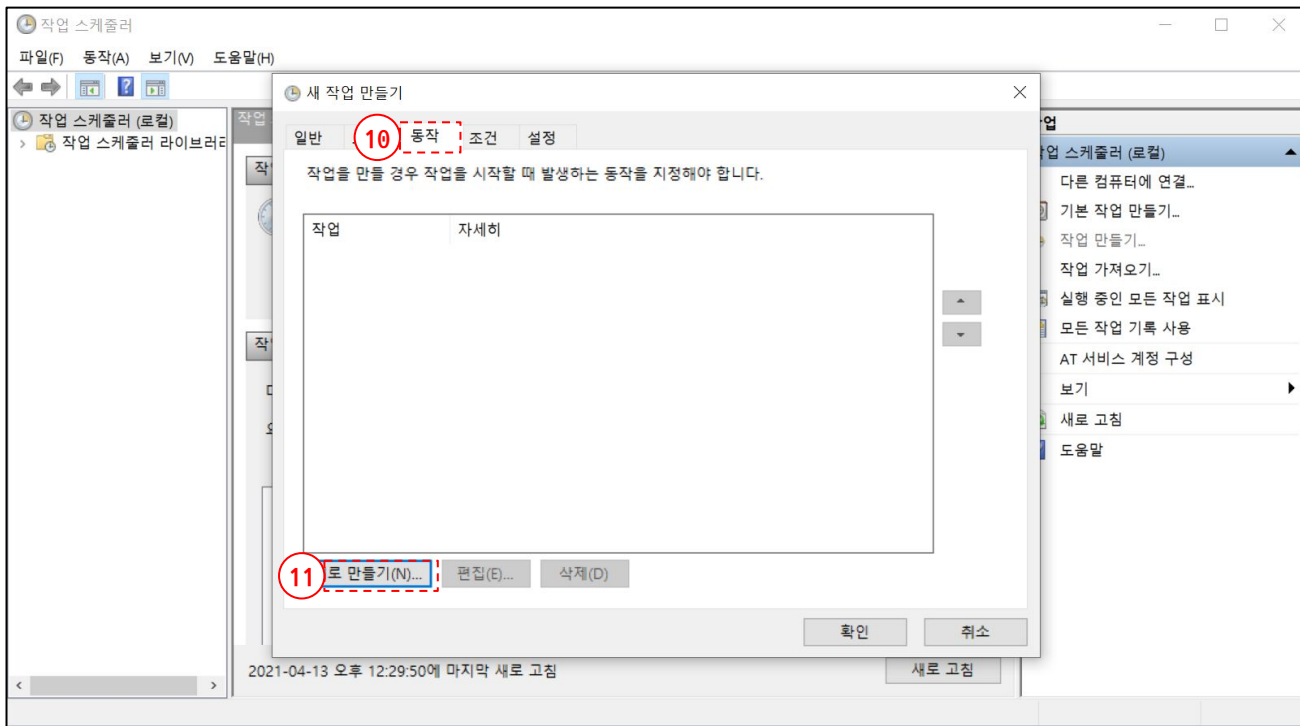 작업 스케줄러
파일(F) 동작(A) 보기(V) 도움말(H)
작업 스케줄러 (로컬)
작업 스케줄러 라이브러리
작업
작
작
새 작업 만들기
일반 10 동작 조건 설정
작업을 만들 경우 작업을 시작할 때 발생하는 동작을 지정해야 합니다.
작업 자세히
11 로 만들기(N)... 편집(E)... 삭제(D)
확인 취소
2021-04-13 오후 12:29:50에 마지막 새로 고침 새로 고침
업
업 스케줄러 (로컬)
다른 컴퓨터에 연결...
기본 작업 만들기...
작업 만들기...
작업 가져오기...
실행 중인 모든 작업 표시
모든 작업 기록 사용
AT 서비스 계정 구성
보기
새로 고침
도움말